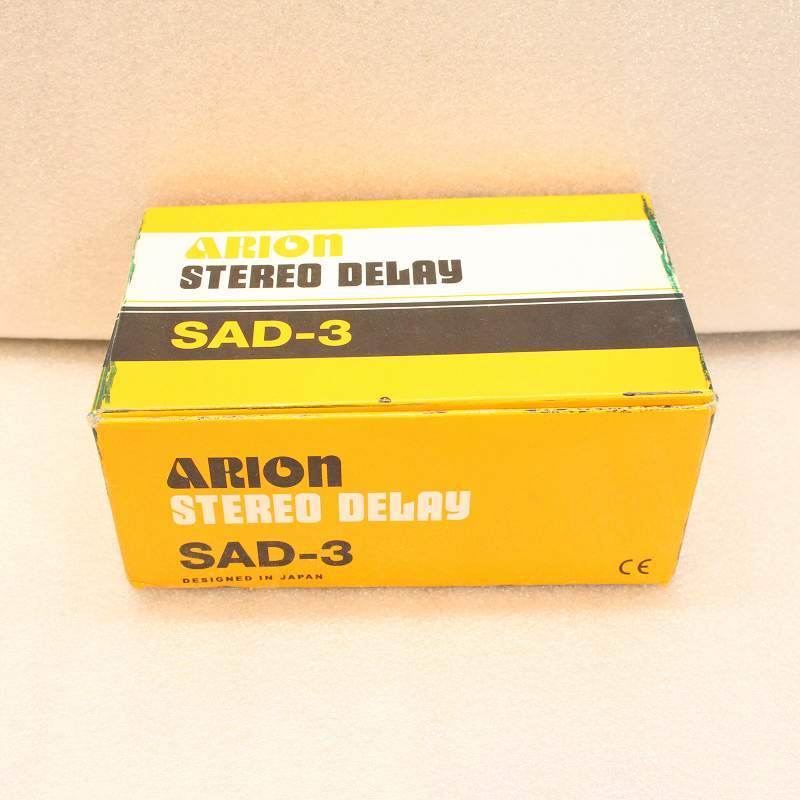 ARION
STEREO DELAY
SAD-3
ARION
STEREO DELAY
SAD-3
DESIGNED IN JAPAN
CE